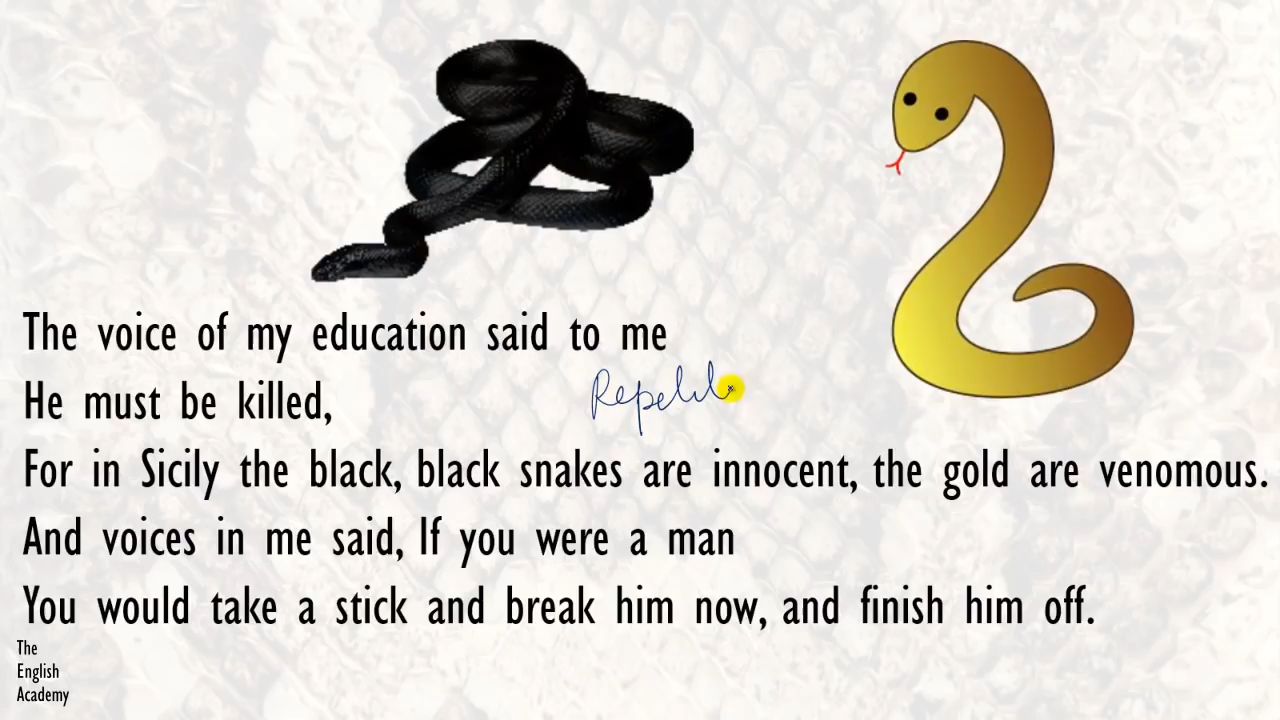 The voice of my education said to me
He must be killed,
For in Sicily the black, black snakes are innocent, the gold are venomous.
And voices in me said, If you were a man
You would take a stick and break him now, and finish him off.
The
English
Academy